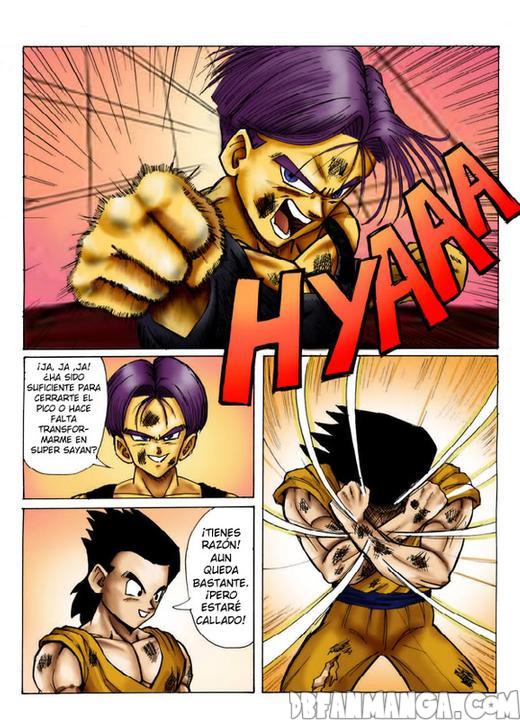 HYAAA
¡JA, JA ,JA!
¿HA SIDO
SUFICIENTE PARA
CERRARTE EL
PICO O HACE
FALTA
TRANSFOR-
MARME EN
SUPER SAYAN?
¡TIENES
RAZÓN!
AUN
QUEDA
BASTANTE.
¡PERO
ESTARÉ
CALLADO!
DBFANMANGA.COM